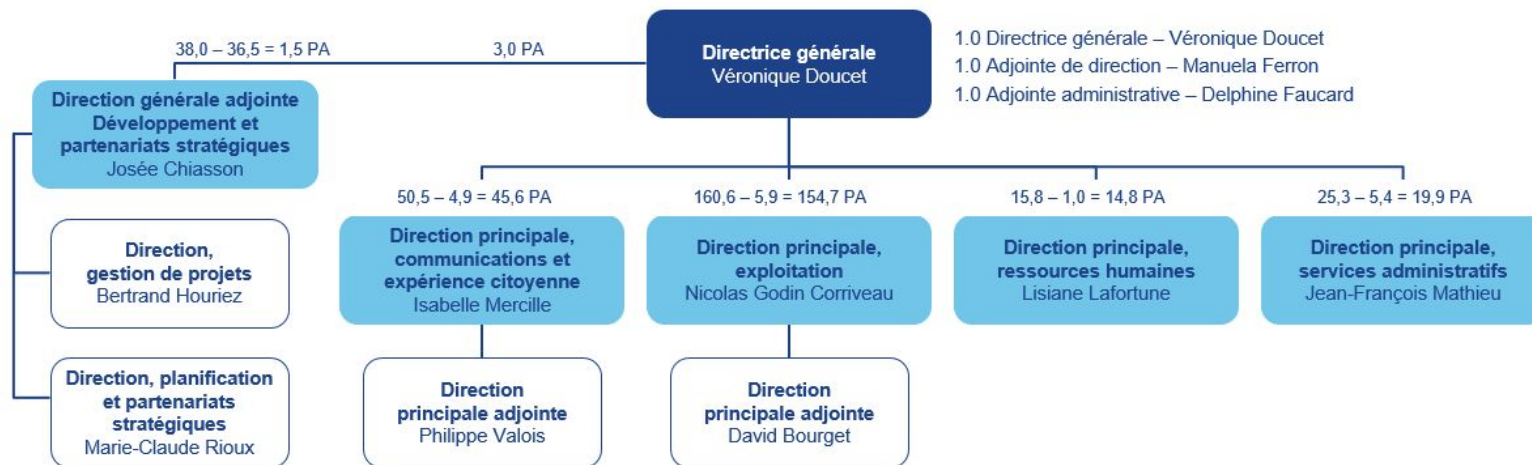 38,0 – 36,5 = 1,5 PA
3,0 PA
Directrice générale
Véronique Doucet
1.0 Directrice générale – Véronique Doucet
1.0 Adjointe de direction – Manuela Ferron
1.0 Adjointe administrative – Delphine Faucard
Direction générale adjointe
Développement et
partenariats stratégiques
Josée Chiasson
Direction,
gestion de projets
Bertrand Houriez
Direction, planification
et partenariats
stratégiques
Marie-Claude Rioux
50,5 – 4,9 = 45,6 PA
Direction principale,
communications et
expérience citoyenne
Isabelle Mercille
Direction
principale adjointe
Philippe Valois
160,6 – 5,9 = 154,7 PA
Direction principale,
exploitation
Nicolas Godin Corriveau
Direction
principale adjointe
David Bourget
15,8 – 1,0 = 14,8 PA
Direction principale,
ressources humaines
Lisiane Lafortune
25,3 – 5,4 = 19,9 PA
Direction principale,
services administratifs
Jean-François Mathieu